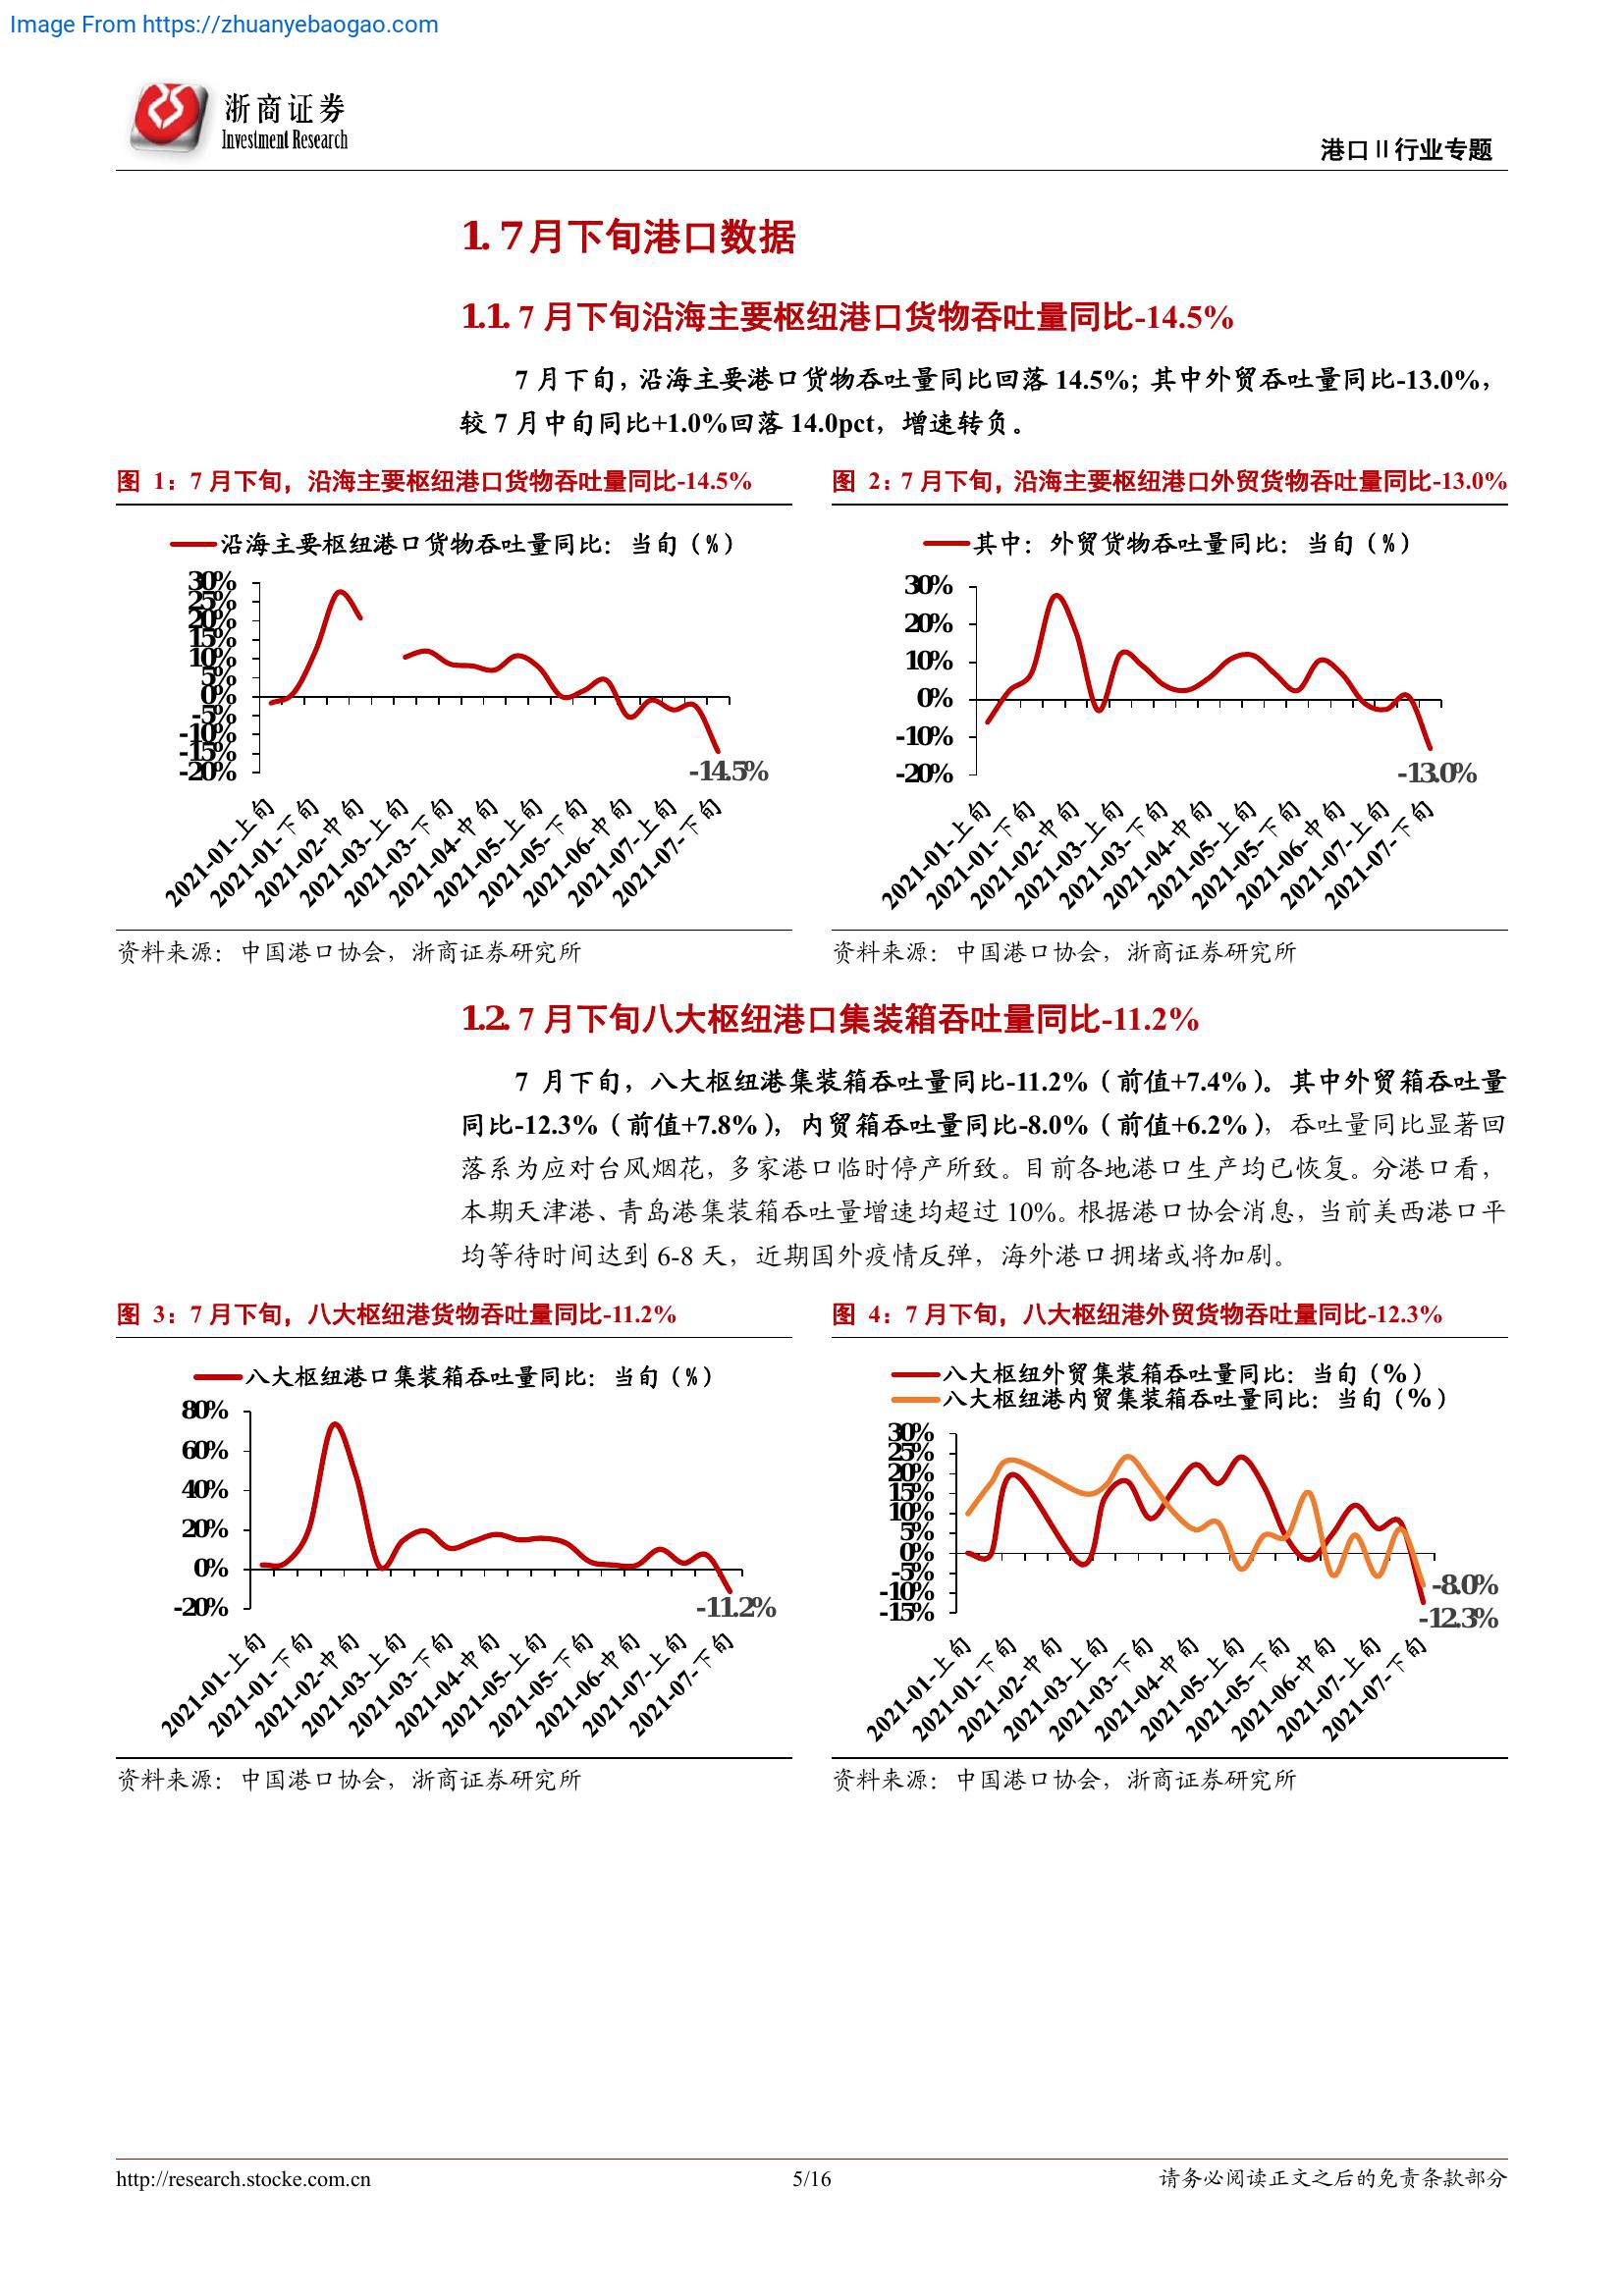 Image From https://zhuanyebaogao.com
浙商证券
Investment Research
港口Ⅱ行业专题
1. 7月下旬港口数据
1.1. 7 月下旬沿海主要枢纽港口货物吞吐量同比-14.5%
7 月下旬，沿海主要港口货物吞吐量同比回落 14.5%；其中外贸吞吐量同比-13.0%，
较 7 月中旬同比+1.0%回落 14.0pct，增速转负。
图 1：7 月下旬，沿海主要枢纽港口货物吞吐量同比-14.5%
沿海主要枢纽港口货物吞吐量同比：当旬（%）
30%
25%
20%
15%
10%
5%
0%
-5%
-10%
-15%
-20%
-14.5%
2021-01-上旬
2021-01-下旬
2021-02-中旬
2021-03-上旬
2021-03-下旬
2021-04-中旬
2021-05-上旬
2021-05-下旬
2021-06-中旬
2021-07-上旬
2021-07-下旬
资料来源：中国港口协会，浙商证券研究所
图 2：7 月下旬，沿海主要枢纽港口外贸货物吞吐量同比-13.0%
其中：外贸货物吞吐量同比：当旬（%）
30%
20%
10%
0%
-10%
-20%
-13.0%
2021-01-上旬
2021-01-下旬
2021-02-中旬
2021-03-上旬
2021-03-下旬
2021-04-中旬
2021-05-上旬
2021-05-下旬
2021-06-中旬
2021-07-上旬
2021-07-下旬
资料来源：中国港口协会，浙商证券研究所
1.2. 7 月下旬八大枢纽港口集装箱吞吐量同比-11.2%
7 月下旬，八大枢纽港集装箱吞吐量同比-11.2%（前值+7.4%）。其中外贸箱吞吐量
同比-12.3%（前值+7.8%），内贸箱吞吐量同比-8.0%（前值+6.2%），吞吐量同比显著回
落系为应对台风烟花，多家港口临时停产所致。目前各地港口生产均已恢复。分港口看，
本期天津港、青岛港集装箱吞吐量增速均超过 10%。根据港口协会消息，当前美西港口平
均等待时间达到 6-8 天，近期国外疫情反弹，海外港口拥堵或将加剧。
图 3：7 月下旬，八大枢纽港货物吞吐量同比-11.2%
八大枢纽港口集装箱吞吐量同比：当旬（%）
80%
60%
40%
20%
0%
-20%
-11.2%
2021-01-上旬
2021-01-下旬
2021-02-中旬
2021-03-上旬
2021-03-下旬
2021-04-中旬
2021-05-上旬
2021-05-下旬
2021-06-中旬
2021-07-上旬
2021-07-下旬
资料来源：中国港口协会，浙商证券研究所
图 4：7 月下旬，八大枢纽港外贸货物吞吐量同比-12.3%
八大枢纽外贸集装箱吞吐量同比：当旬（%）
八大枢纽港内贸集装箱吞吐量同比：当旬（%）
30%
25%
20%
15%
10%
5%
0%
-5%
-10%
-15%
-8.0%
-12.3%
2021-01-上旬
2021-01-下旬
2021-02-中旬
2021-03-上旬
2021-03-下旬
2021-04-中旬
2021-05-上旬
2021-05-下旬
2021-06-中旬
2021-07-上旬
2021-07-下旬
资料来源：中国港口协会，浙商证券研究所
http://research.stocke.com.cn
5/16
请务必阅读正文之后的免责条款部分